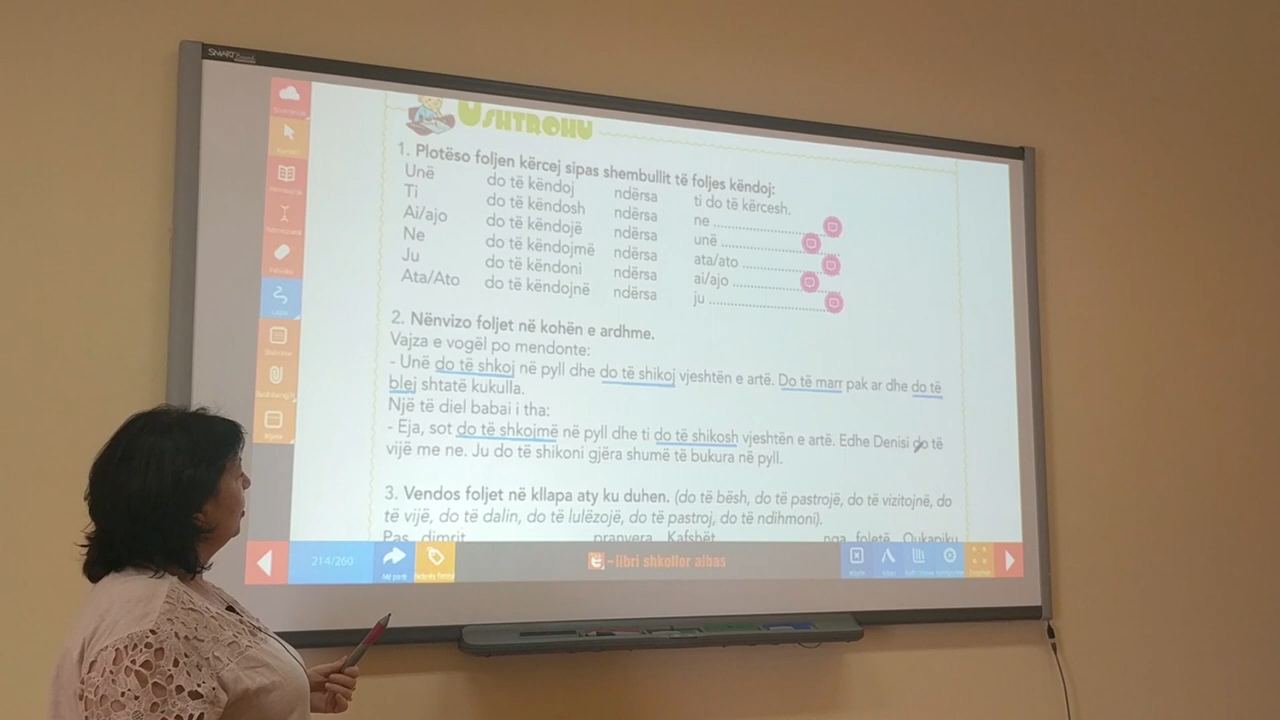 SMART
USHTROHU
1. Plotëso foljen kërcej sipas shembullit të foljes këndoj:
Unë do të këndoj ndërsa ti do të kërcesh.
Ti do të këndosh ndërsa ne ....................
Ai/ajo do të këndojë ndërsa unë ....................
Ne do të këndojmë ndërsa ata/ato ....................
Ju do të këndoni ndërsa ai/ajo ....................
Ata/Ato do të këndojnë ndërsa ju ....................
2. Nënvizo foljet në kohën e ardhme.
Vajza e vogël po mendonte:
- Unë do të shkoj në pyll dhe do të shikoj vjeshtën e artë. Do të marr pak ar dhe do të
blej shtatë kukulla.
Një të diel babai i tha:
- Eja, sot do të shkojmë në pyll dhe ti do të shikosh vjeshtën e artë. Edhe Denisi do të
vijë me ne. Ju do të shikoni gjëra shumë të bukura në pyll.
3. Vendos foljet në kllapa aty ku duhen. (do të bësh, do të pastrojë, do të vizitojnë, do
të vijë, do të dalin, do të lulëzojë, do të pastroj, do të ndihmoni).
Pas dimrit pranvera Kafshët nga foletë Qukapiku
214/260
e-libri shkollor albas